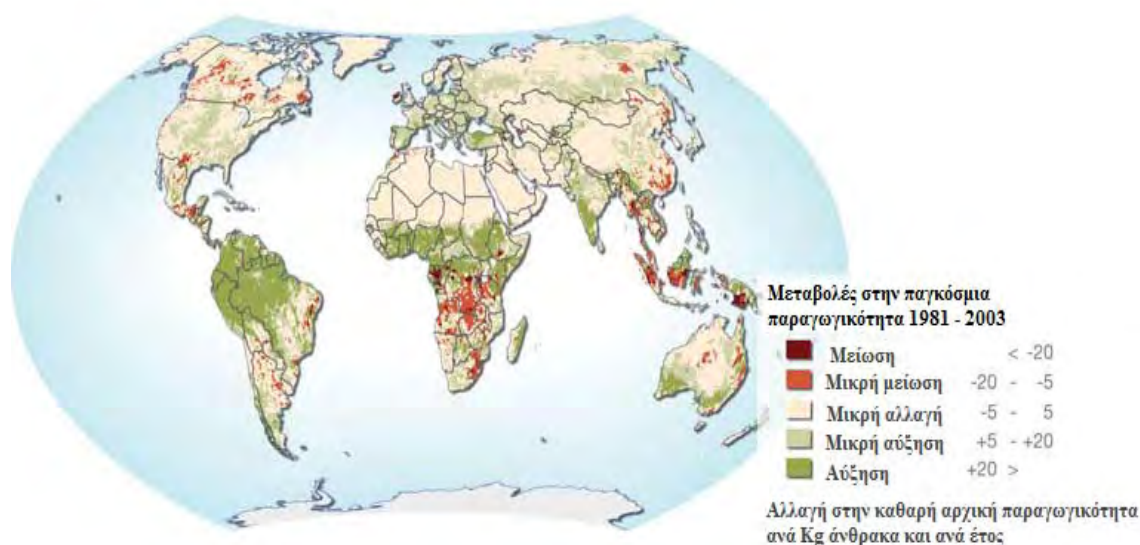 Μεταβολές στην παγκόσμια
παραγωγικότητα 1981 - 2003
Μείωση < -20
Μικρή μείωση -20 - -5
Μικρή αλλαγή -5 - 5
Μικρή αύξηση +5 - +20
Αύξηση +20 >
Αλλαγή στην καθαρή αρχική παραγωγικότητα
ανά Kg άνθρακα και ανά έτος